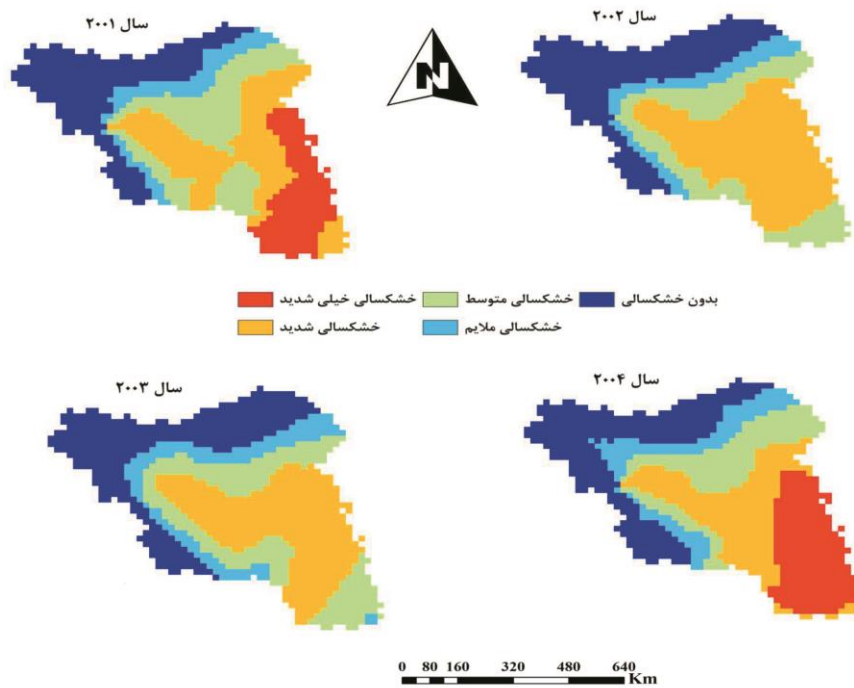 سال ۲۰۰۱
سال ۲۰۰۲
N
خشکسالی خیلی شدید
خشکسالی متوسط
بدون خشکسالی
خشکسالی شدید
خشکسالی ملایم
سال ۲۰۰۳
سال ۲۰۰۴
0 80 160 320 480 640 Km